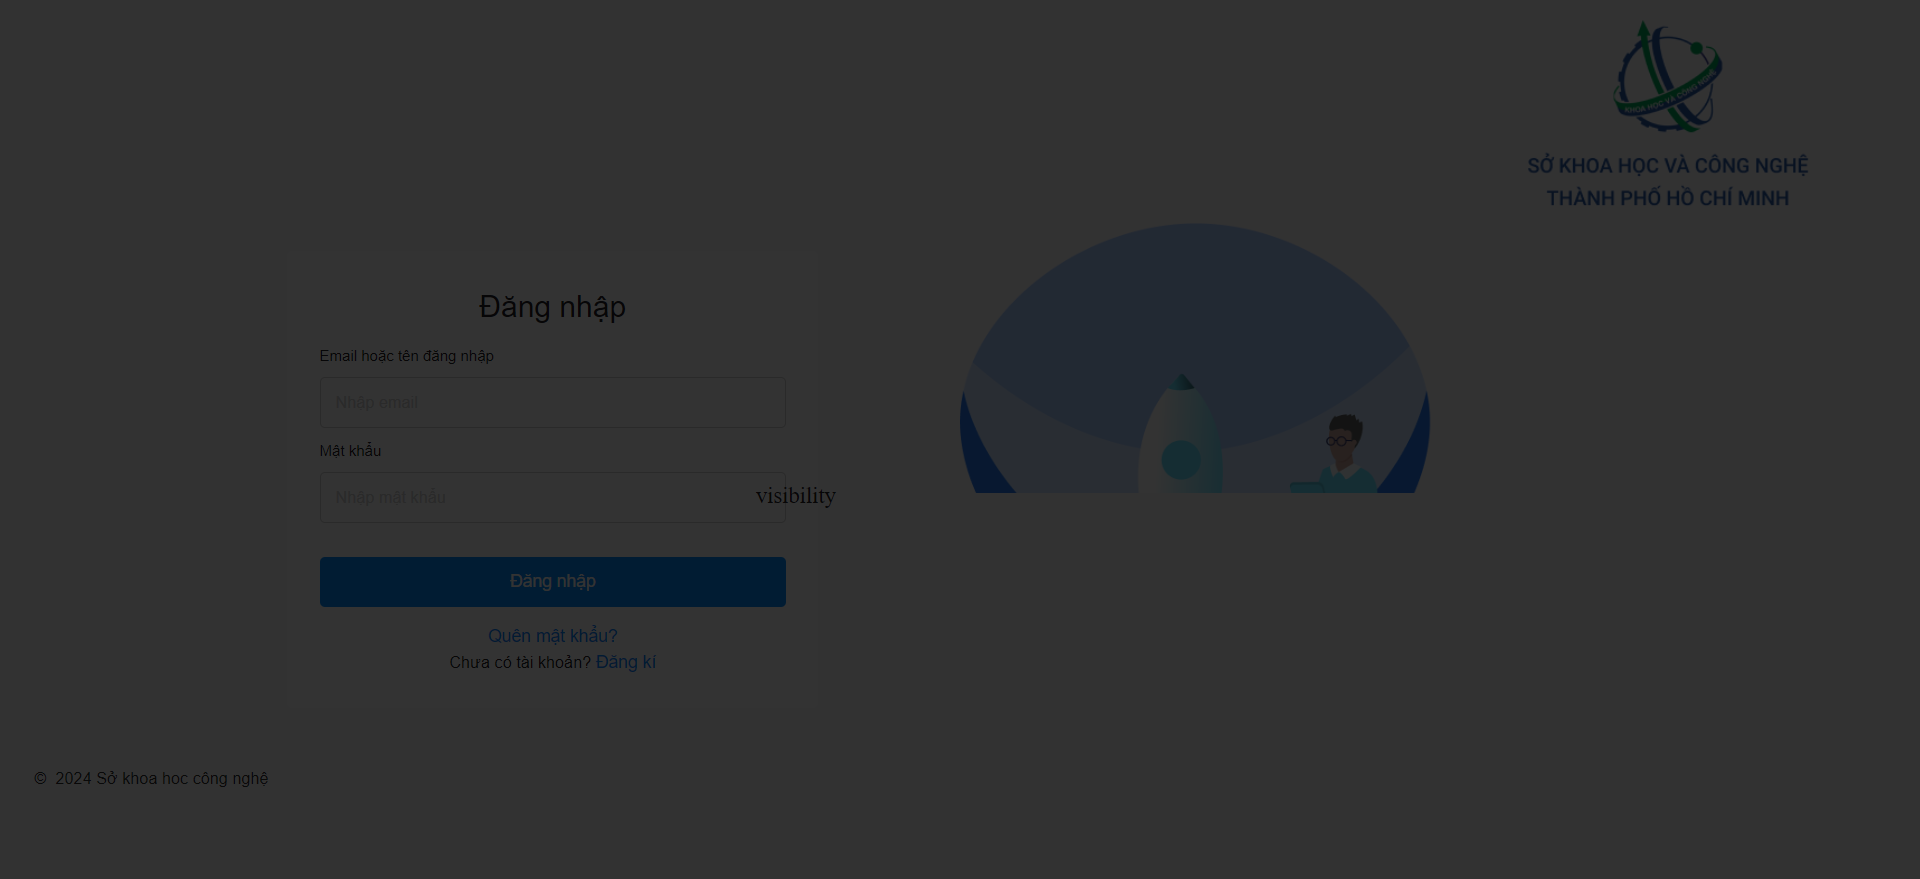 KHOA HỌC VÀ CÔNG NGHỆ
SỞ KHOA HỌC VÀ CÔNG NGHỆ
THÀNH PHỐ HỒ CHÍ MINH
Đăng nhập
Email hoặc tên đăng nhập
Nhập email
Mật khẩu
Nhập mật khẩu
visibility
Đăng nhập
Quên mật khẩu?
Chưa có tài khoản? Đăng kí
© 2024 Sở khoa học công nghệ